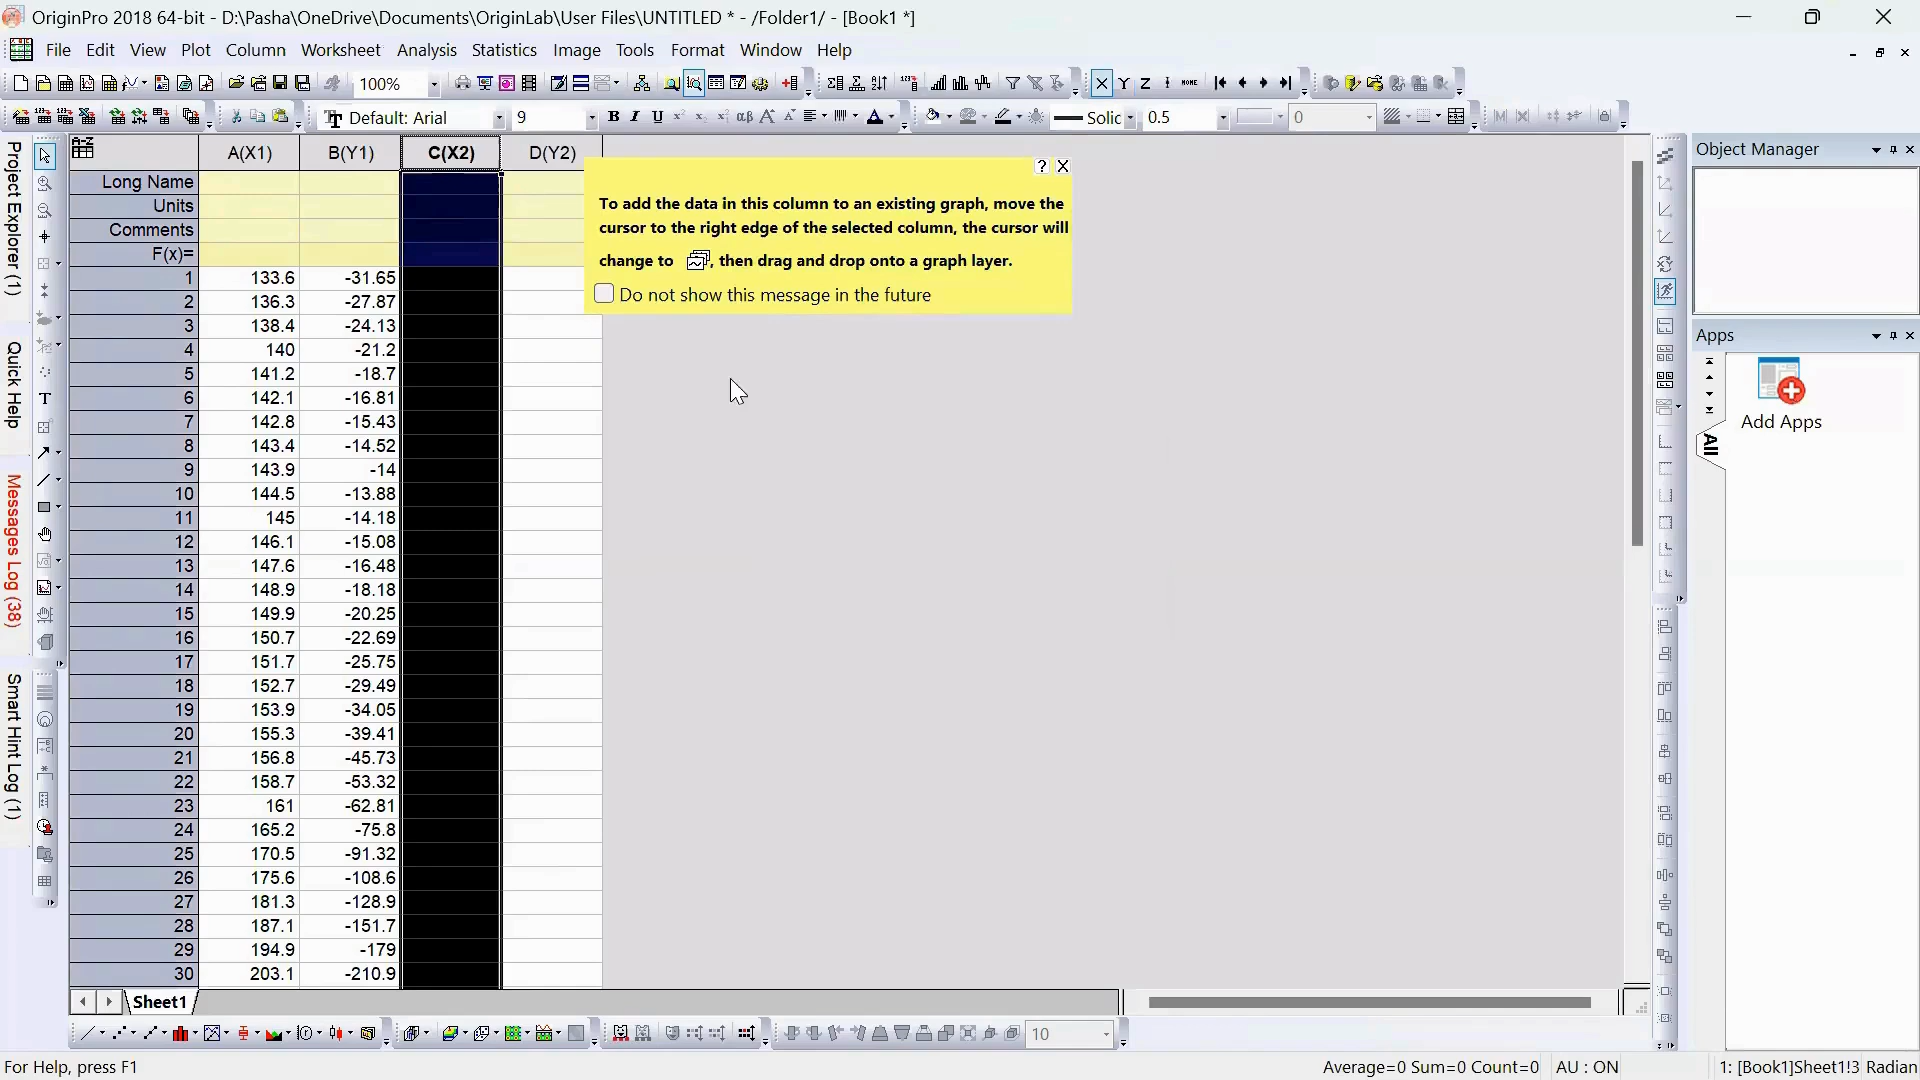 OriginPro 2018 64-bit - D:\Pasha\OneDrive\Documents\OriginLab\User Files\UNTITLED * - /Folder1/ - [Book1 *]
File Edit View Plot Column Worksheet Analysis Statistics Image Tools Format Window Help
100% X Y Z NONE
Default: Arial 9 B I U αβ A A A Solic 0.5 0
Project Explorer (1)
Quick Help
Messages Log (38)
Smart Hint Log (1)
A(X1) B(Y1) C(X2) D(Y2)
Long Name
Units
Comments
F(x)=
1 133.6 -31.65
2 136.3 -27.87
3 138.4 -24.13
4 140 -21.2
5 141.2 -18.7
6 142.1 -16.81
7 142.8 -15.43
8 143.4 -14.52
9 143.9 -14
10 144.5 -13.88
11 145 -14.18
12 146.1 -15.08
13 147.6 -16.48
14 148.9 -18.18
15 149.9 -20.25
16 150.7 -22.69
17 151.7 -25.75
18 152.7 -29.49
19 153.9 -34.05
20 155.3 -39.41
21 156.8 -45.73
22 158.7 -53.32
23 161 -62.81
24 165.2 -75.8
25 170.5 -91.32
26 175.6 -108.6
27 181.3 -128.9
28 187.1 -151.7
29 194.9 -179
30 203.1 -210.9
To add the data in this column to an existing graph, move the
cursor to the right edge of the selected column, the cursor will
change to , then drag and drop onto a graph layer.
Do not show this message in the future
Object Manager
Apps
All
Add Apps
Sheet1
10
For Help, press F1
Average=0 Sum=0 Count=0 AU : ON 1: [Book1]Sheet1!3 Radian